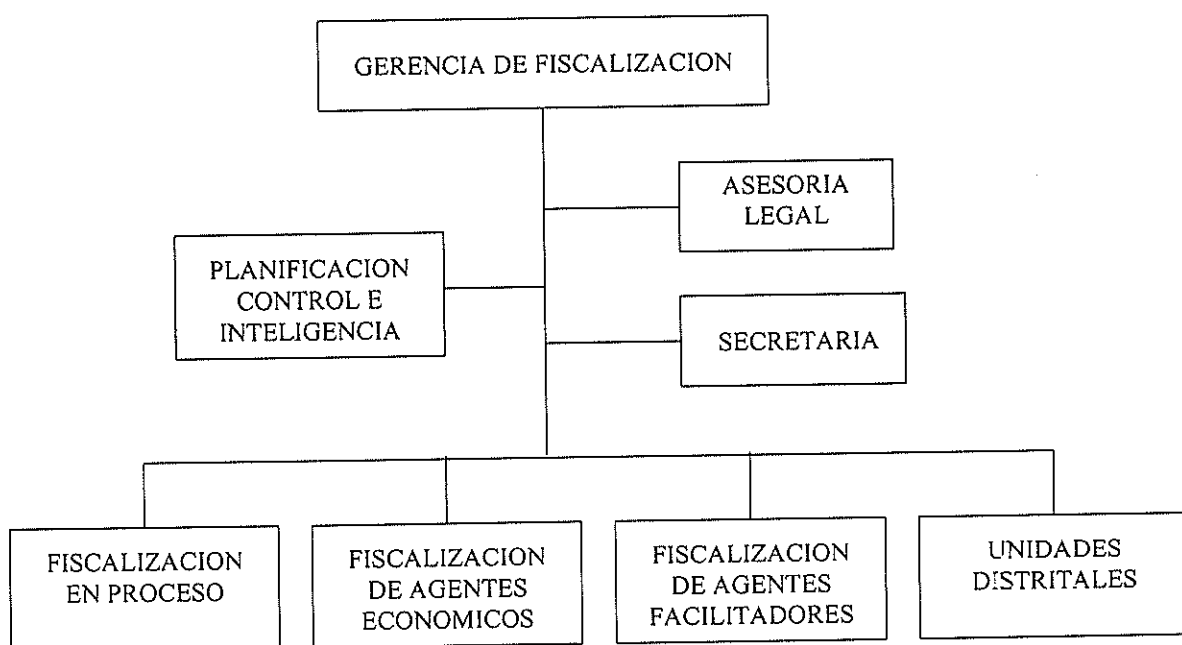 GERENCIA DE FISCALIZACION
ASESORIA
LEGAL
PLANIFICACION
CONTROL E
INTELIGENCIA
SECRETARIA
FISCALIZACION
EN PROCESO
FISCALIZACION
DE AGENTES
ECONOMICOS
FISCALIZACION
DE AGENTES
FACILITADORES
UNIDADES
DISTRITALES